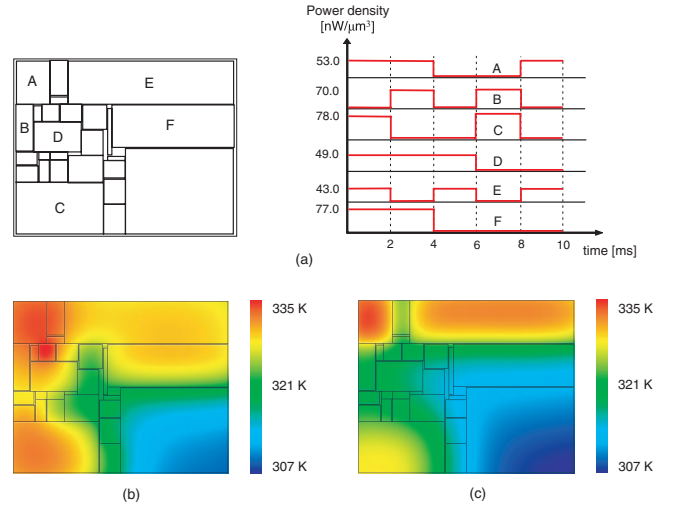 Power density
[nW/μm³]
A
E
B
D
F
C
53.0
A
70.0
B
78.0
C
49.0
D
43.0
E
77.0
F
2 4 6 8 10
time [ms]
(a)
335 K
321 K
307 K
335 K
321 K
307 K
(b)
(c)